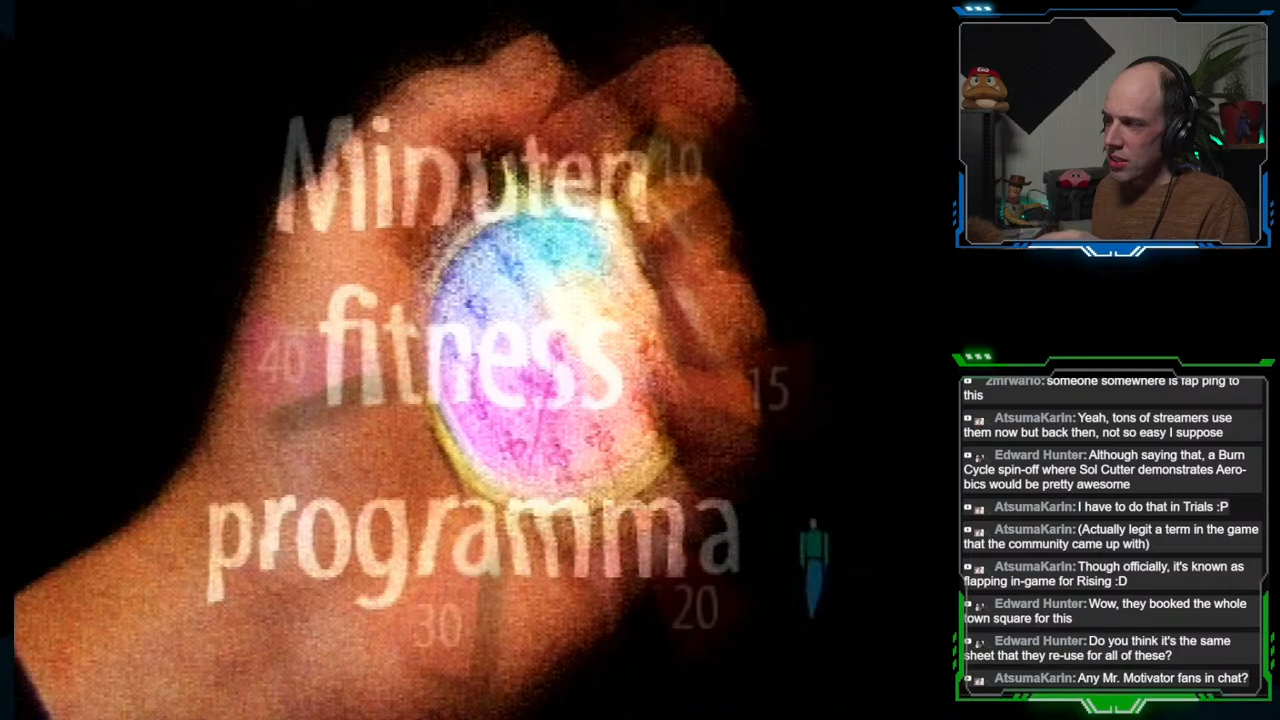 Minuten
10
fitness
40
15
programma
20
30
2mrwario: someone somewhere is fap ping to
this
AtsumaKarin: Yeah, tons of streamers use
them now but back then, not so easy I suppose
Edward Hunter: Although saying that, a Burn
Cycle spin-off where Sol Cutter demonstrates Aero-
bics would be pretty awesome
AtsumaKarin: I have to do that in Trials :P
AtsumaKarin: (Actually legit a term in the game
that the community came up with)
AtsumaKarin: Though officially, it's known as
flapping in-game for Rising :D
Edward Hunter: Wow, they booked the whole
town square for this
Edward Hunter: Do you think it's the same
sheet that they re-use for all of these?
AtsumaKarin: Any Mr. Motivator fans in chat?